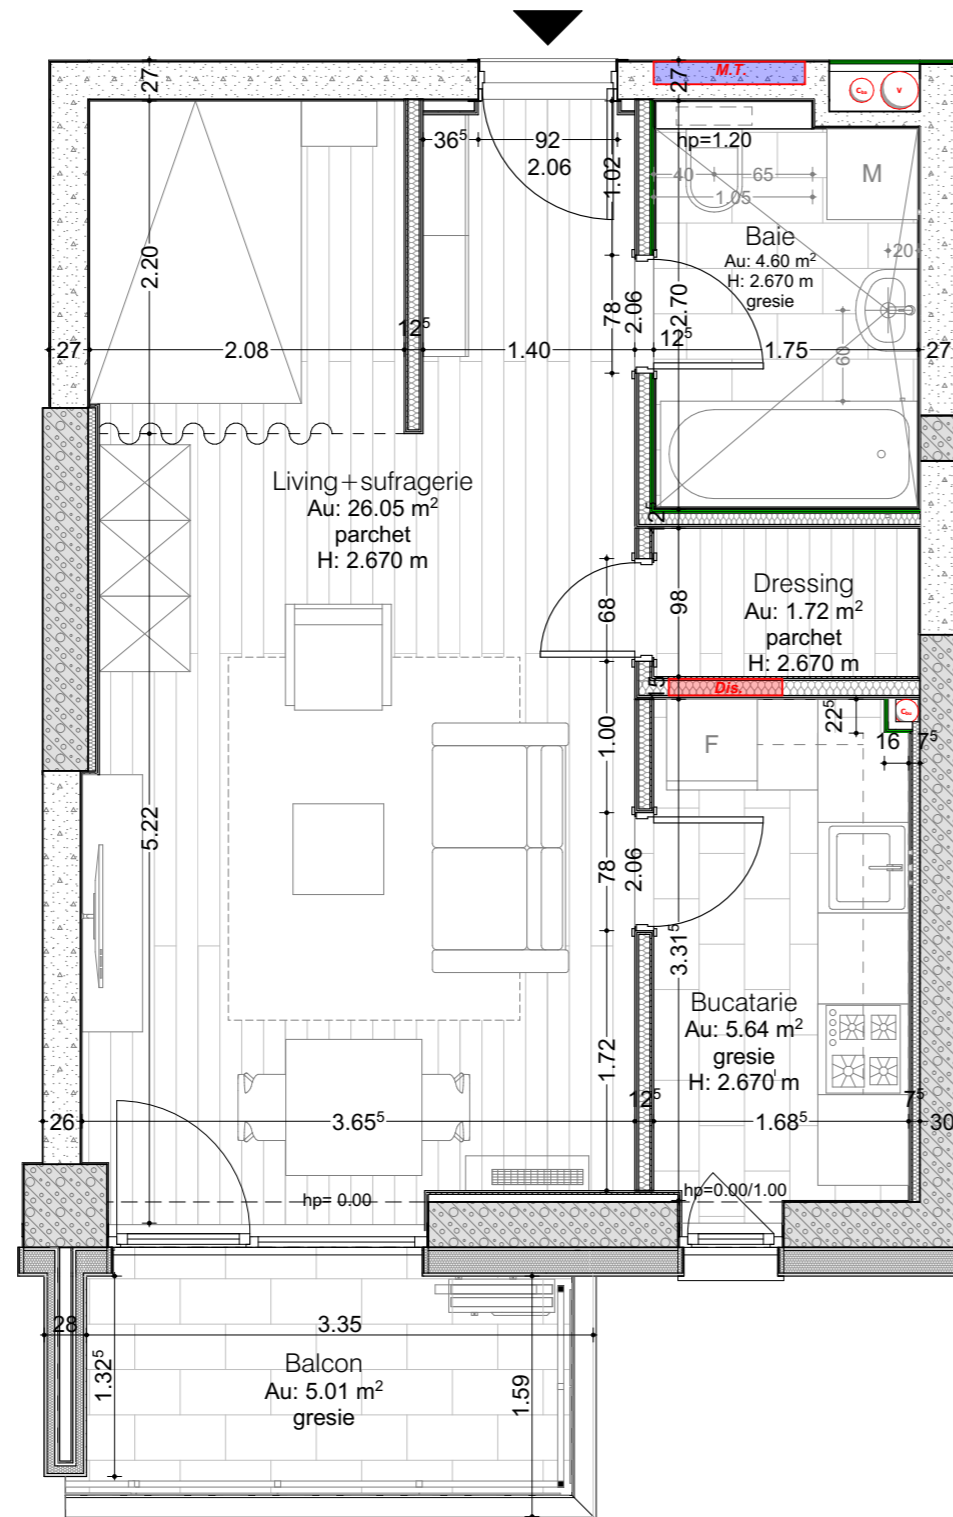 M.T.
27
27
Cbu
V
36⁵
92
2.06
1.02
hp=1.20
40
65
1.05
M
20
Baie
Au: 4.60 m²
H: 2.670 m
gresie
2.20
78
2.06
2.70
12⁵
12⁵
27
2.08
1.40
1.75
27
60
Living+sufragerie
Au: 26.05 m²
parchet
H: 2.670 m
68
98
Dressing
Au: 1.72 m²
parchet
H: 2.670 m
Dis.
15
22⁵
16
7⁵
F
1.00
5.22
78
2.06
3.31⁵
Bucatarie
Au: 5.64 m²
gresie
H: 2.670 m
1.72
12⁵
7⁵
26
3.65⁵
1.68⁵
30
hp= 0.00
hp=0.00/1.00
28
3.35
1.32⁵
1.59
Balcon
Au: 5.01 m²
gresie